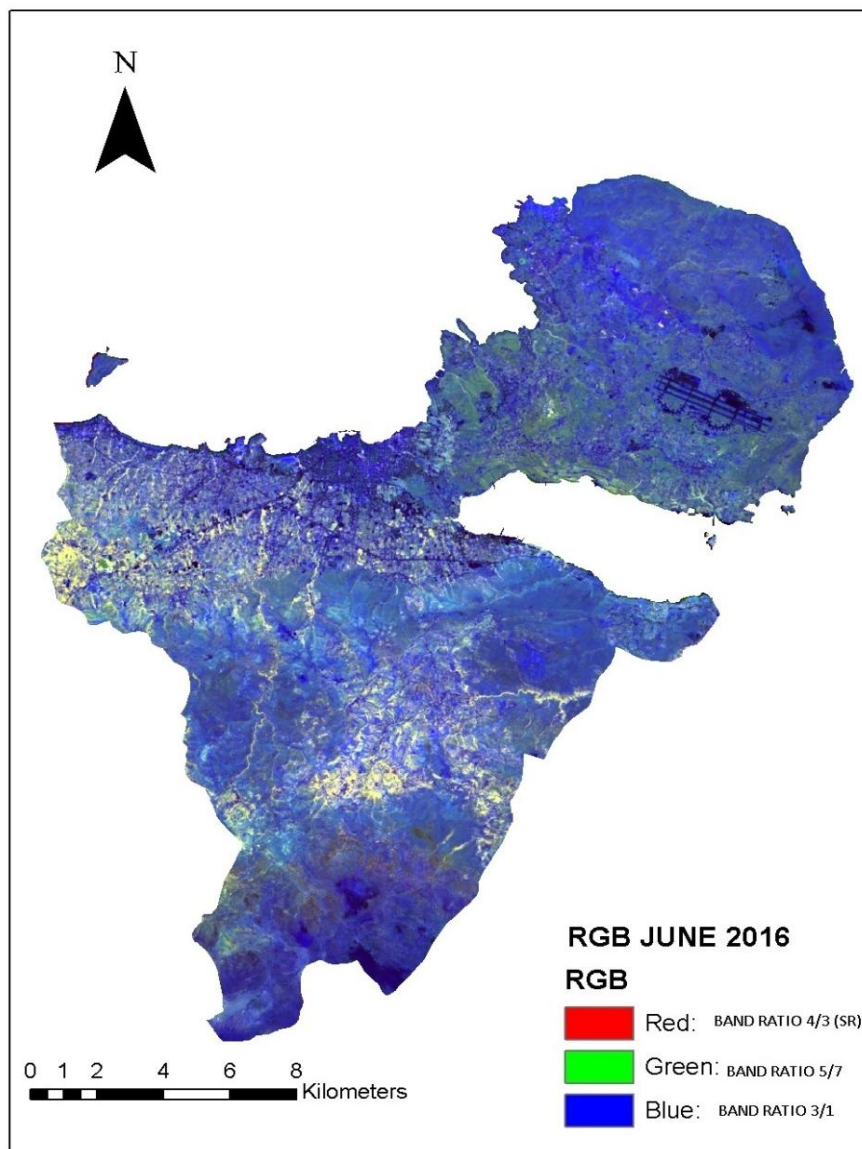 N
RGB JUNE 2016
RGB
Red: BAND RATIO 4/3 (SR)
Green: BAND RATIO 5/7
Blue: BAND RATIO 3/1
0 1 2 4 6 8
Kilometers